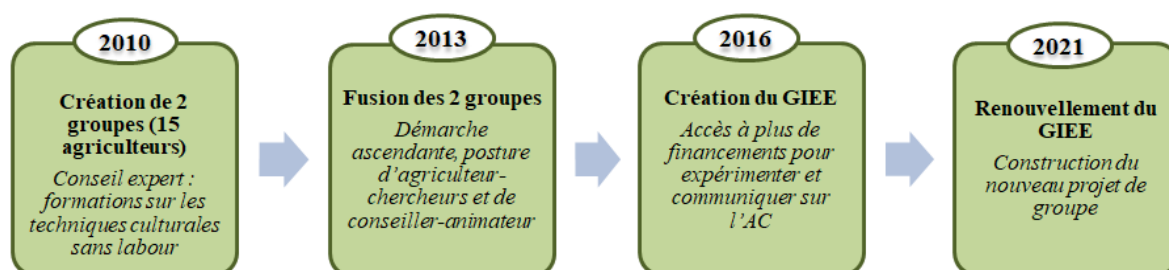 2010
Création de 2
groupes (15
agriculteurs)
Conseil expert :
formations sur les
techniques culturales
sans labour
2013
Fusion des 2 groupes
Démarche
ascendante, posture
d’agriculteur-
chercheurs et de
conseiller-animateur
2016
Création du GIEE
Accès à plus de
financements pour
expérimenter et
communiquer sur
l’AC
2021
Renouvellement du
GIEE
Construction du
nouveau projet de
groupe